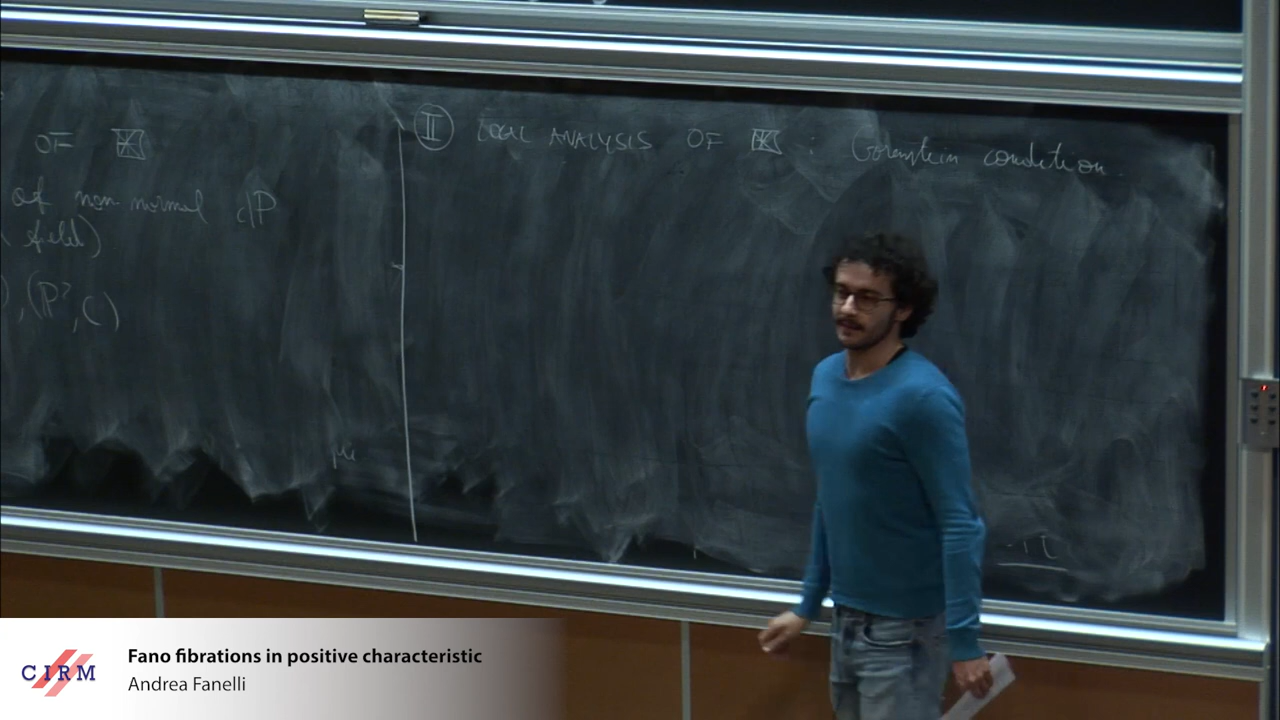 OF
of non normal dP
field)
, (P², C)
II LOCAL ANALYSIS OF : Gorenstein condition.
CIRM
Fano fibrations in positive characteristic
Andrea Fanelli